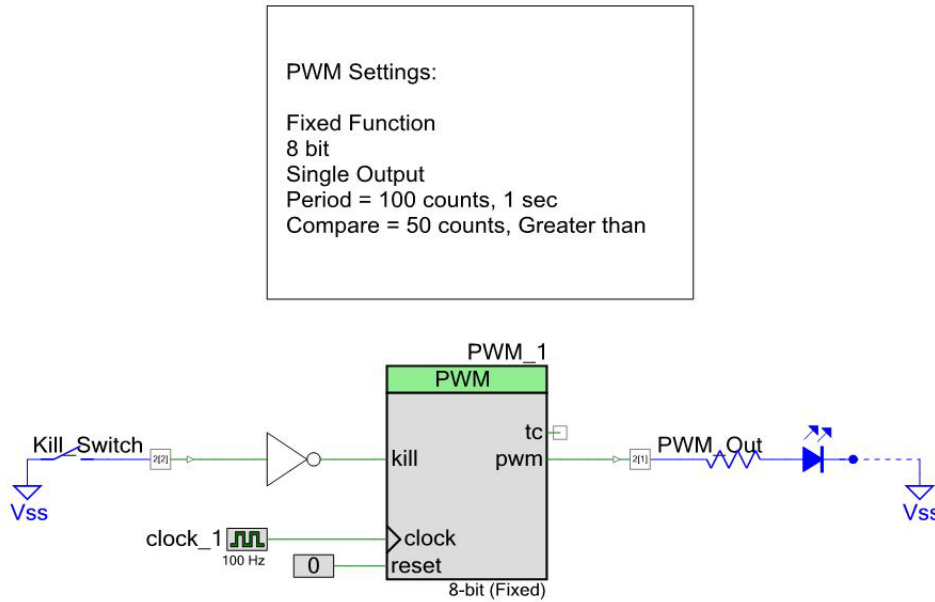 PWM Settings:
Fixed Function
8 bit
Single Output
Period = 100 counts, 1 sec
Compare = 50 counts, Greater than
PWM_1
PWM
tc
Kill_Switch
2[2]
kill
pwm
2[1]
PWM_Out
Vss
Vss
clock_1
100 Hz
clock
0
reset
8-bit (Fixed)